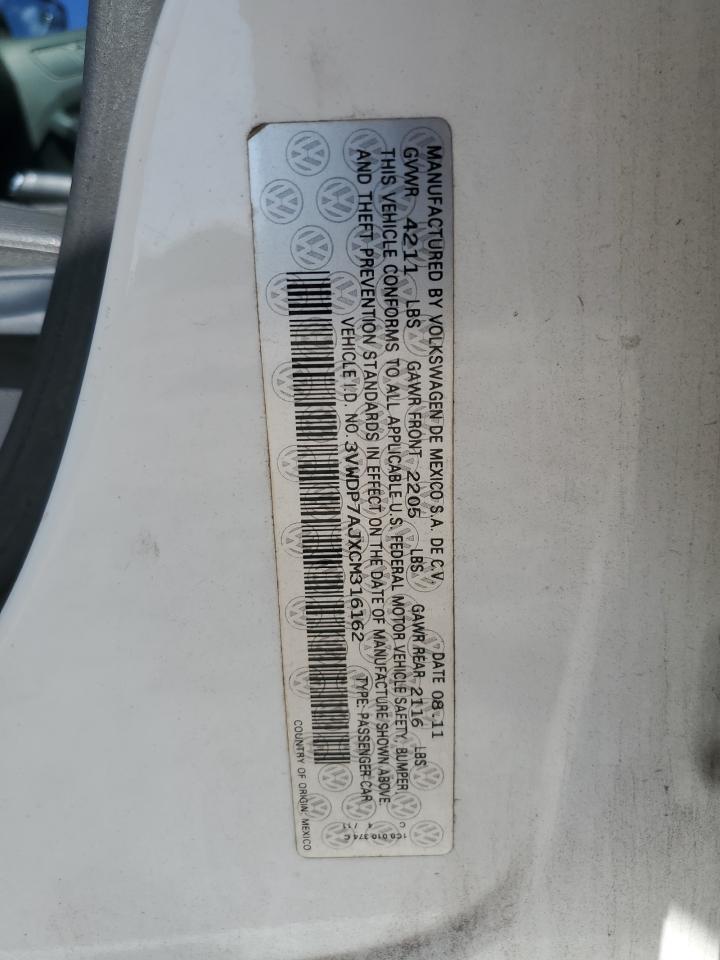 MANUFACTURED BY VOLKSWAGEN DE MEXICO S.A. DE C.V. DATE 08.11
GVWR 4211 LBS GAWR FRONT 2205 LBS GAWR REAR 2116 LBS
THIS VEHICLE CONFORMS TO ALL APPLICABLE U.S. FEDERAL MOTOR VEHICLE SAFETY, BUMPER,
AND THEFT PREVENTION STANDARDS IN EFFECT ON THE DATE OF MANUFACTURE SHOWN ABOVE.
VEHICLE I.D. NO. 3VWDP7AJXCM316162 TYPE: PASSENGER CAR
COUNTRY OF ORIGIN: MEXICO